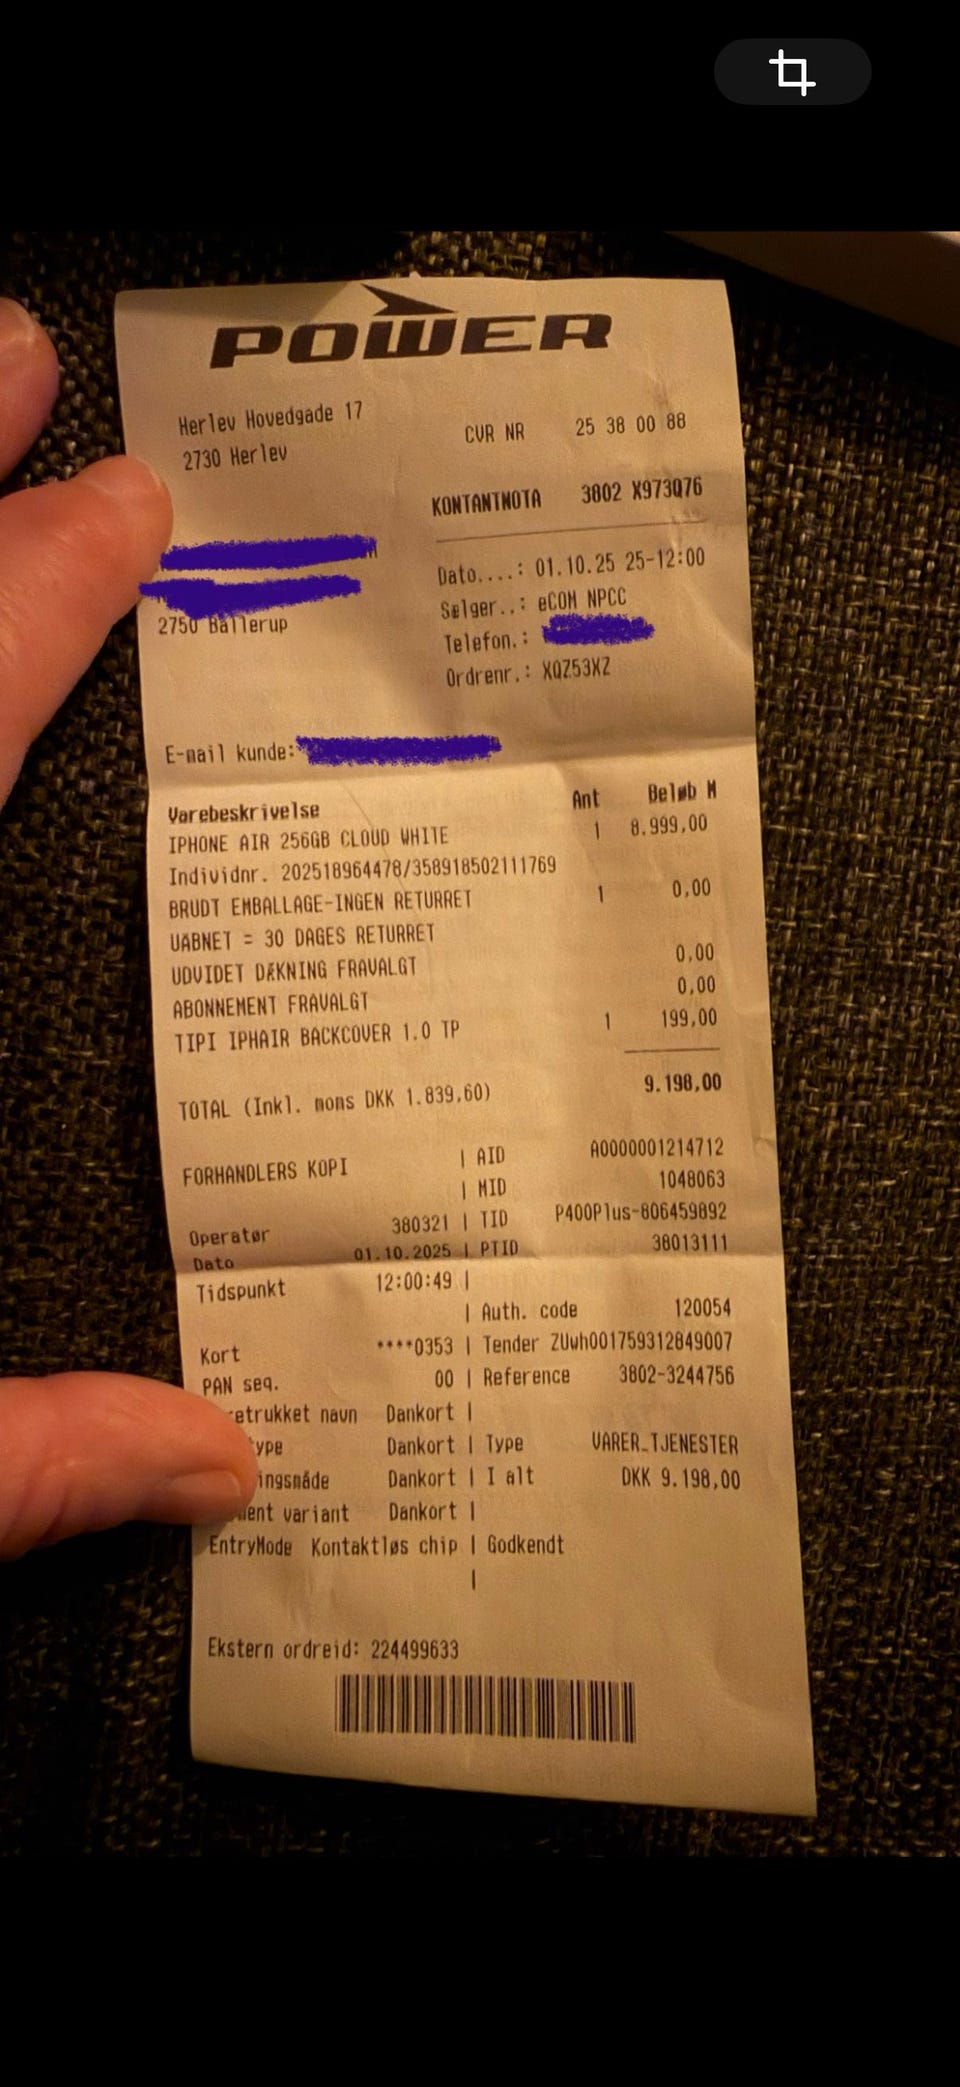 POWER
Herlev Hovedgade 17
2730 Herlev
CVR NR 25 38 00 88
KONTANTNOTA 3802 X973Q76
Dato....: 01.10.25 25-12:00
Sælger..: eCOM NPCC
Telefon.:
Ordrenr.: XQZ53XZ
2750 Ballerup
E-mail kunde:
Varebeskrivelse Ant Beløb M
IPHONE AIR 256GB CLOUD WHITE 1 8.999,00
Individnr. 202518964478/358918502111769
BRUDT EMBALLAGE-INGEN RETURRET 1 0,00
UÅBNET = 30 DAGES RETURRET
UDVIDET DÆKNING FRAVALGT 0,00
ABONNEMENT FRAVALGT 0,00
TIPI IPHAIR BACKCOVER 1.0 TP 1 199,00
9.198,00
TOTAL (Inkl. moms DKK 1.839,60)
FORHANDLERS KOPI | AID A0000001214712
| MID 1048063
Operatør 380321 | TID P400Plus-806459892
Dato 01.10.2025 | PTID 38013111
Tidspunkt 12:00:49 |
| Auth. code 120054
Kort ****0353 | Tender ZUwh001759312849007
PAN seq. 00 | Reference 3802-3244756
etrukket navn Dankort |
ype Dankort | Type VARER_TJENESTER
ingsmåde Dankort | I alt DKK 9.198,00
ent variant Dankort |
EntryMode Kontaktløs chip | Godkendt
|
Ekstern ordreid: 224499633